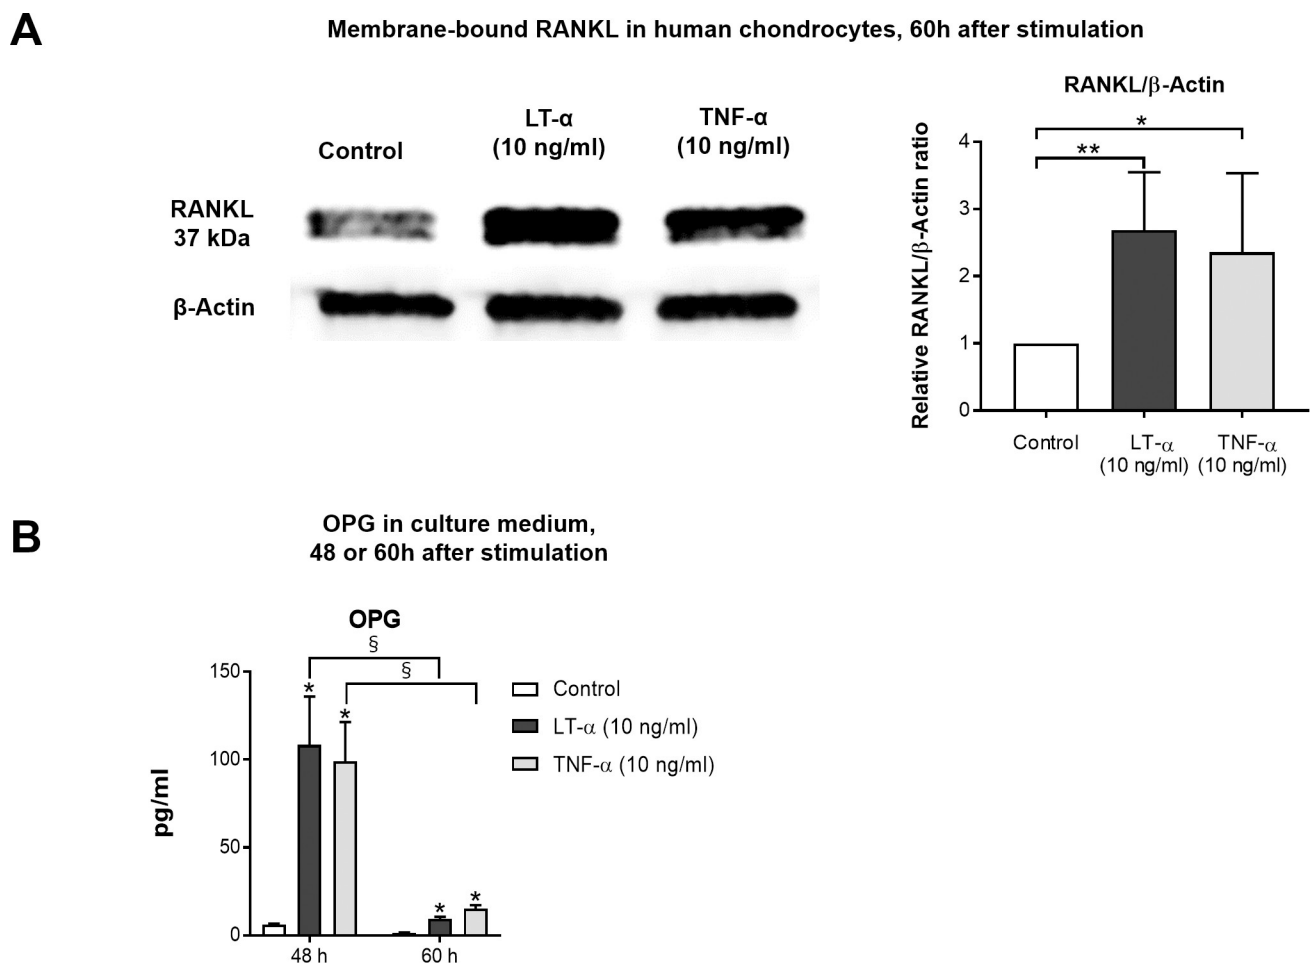 A
Membrane-bound RANKL in human chondrocytes, 60h after stimulation
Control
LT-α
(10 ng/ml)
TNF-α
(10 ng/ml)
RANKL
37 kDa
β-Actin
RANKL/β-Actin
Relative RANKL/β-Actin ratio
4
3
2
1
0
*
**
Control
LT-α
(10 ng/ml)
TNF-α
(10 ng/ml)
B
OPG in culture medium,
48 or 60h after stimulation
OPG
§
§
pg/ml
150
100
50
0
*
*
*
*
48 h
60 h
Control
LT-α (10 ng/ml)
TNF-α (10 ng/ml)